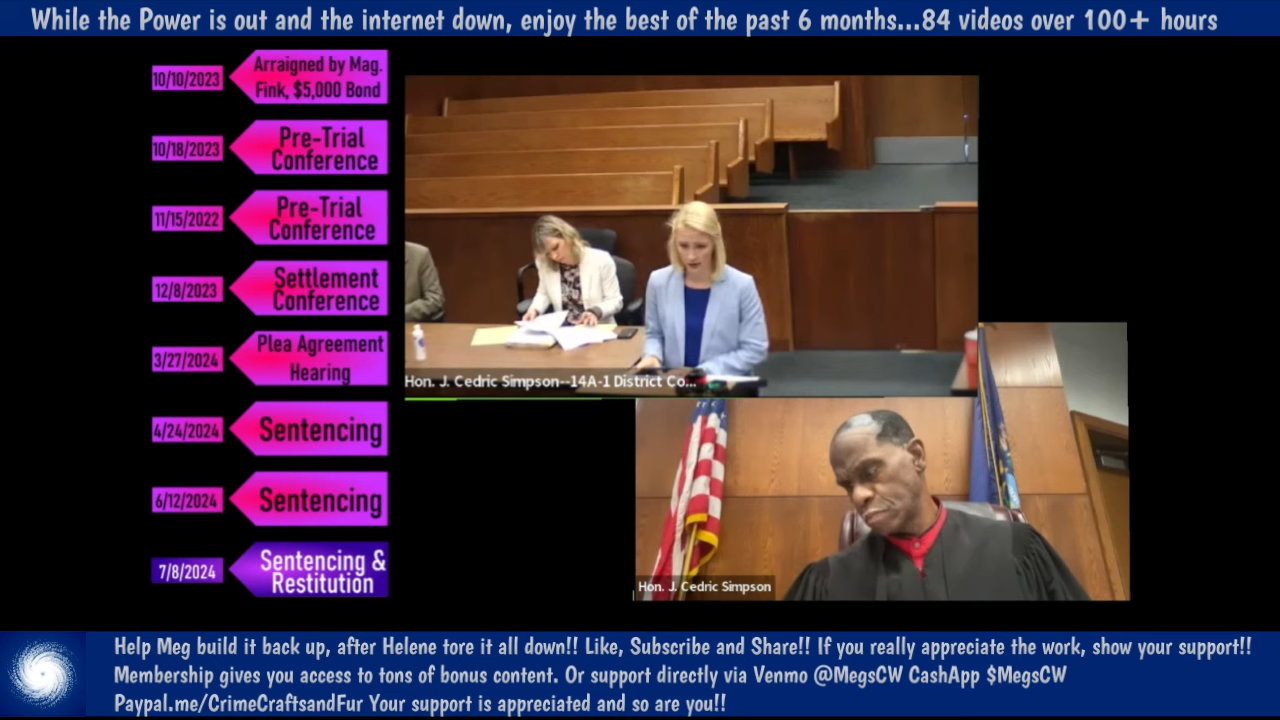 While the Power is out and the internet down, enjoy the best of the past 6 months...84 videos over 100+ hours
10/10/2023
Arraigned by Mag.
Fink, $5,000 Bond
10/18/2023
Pre-Trial
Conference
11/15/2022
Pre-Trial
Conference
12/8/2023
Settlement
Conference
3/27/2024
Plea Agreement
Hearing
4/24/2024
Sentencing
6/12/2024
Sentencing
7/8/2024
Sentencing &
Restitution
Hon. J. Cedric Simpson--14A-1 District Co...
Hon. J. Cedric Simpson
Help Meg build it back up, after Helene tore it all down!! Like, Subscribe and Share!! If you really appreciate the work, show your support!!
Membership gives you access to tons of bonus content. Or support directly via Venmo @MegsCW CashApp $MegsCW
Paypal.me/CrimeCraftsandFur Your support is appreciated and so are you!!